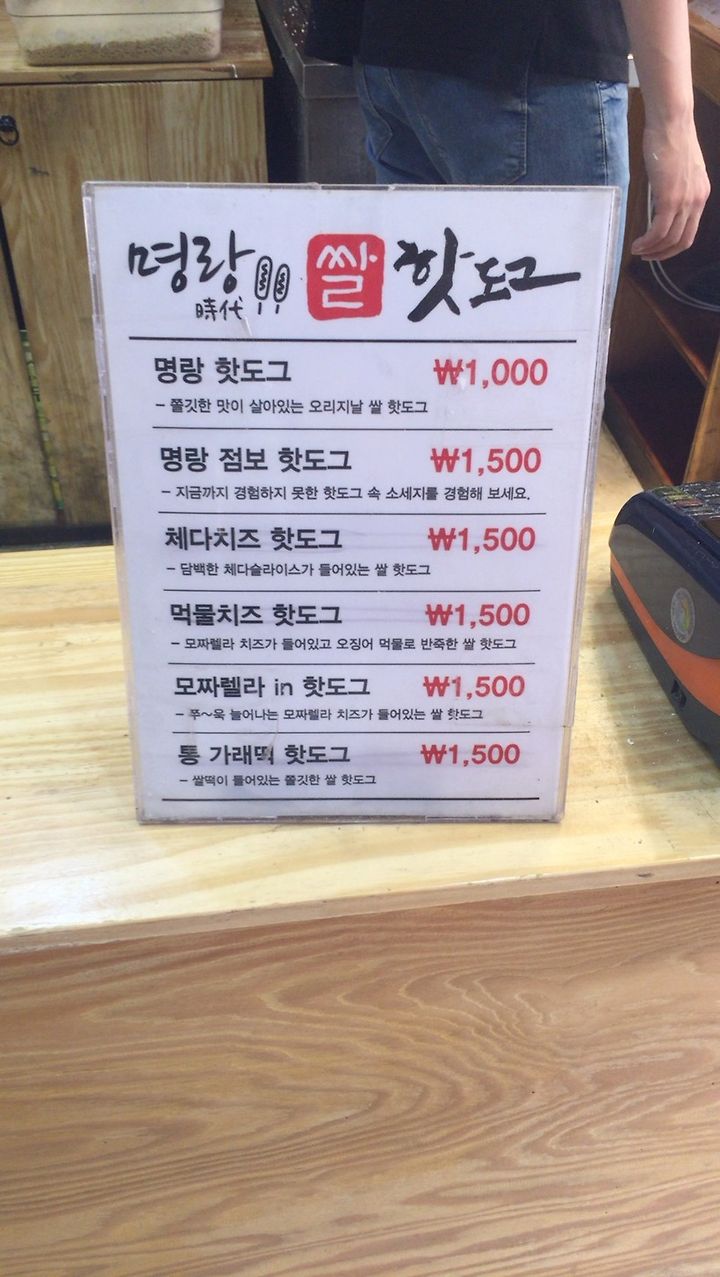 명랑 쌀 핫도그
時代
명랑 핫도그 ₩1,000
- 쫄깃한 맛이 살아있는 오리지날 쌀 핫도그
명랑 점보 핫도그 ₩1,500
- 지금까지 경험하지 못한 핫도그 속 소세지를 경험해 보세요.
체다치즈 핫도그 ₩1,500
- 담백한 체다슬라이스가 들어있는 쌀 핫도그
먹물치즈 핫도그 ₩1,500
- 모짜렐라 치즈가 들어있고 오징어 먹물로 반죽한 쌀 핫도그
모짜렐라 in 핫도그 ₩1,500
- 쭈~욱 늘어나는 모짜렐라 치즈가 들어있는 쌀 핫도그
통 가래떡 핫도그 ₩1,500
- 쌀떡이 들어있는 쫄깃한 쌀 핫도그